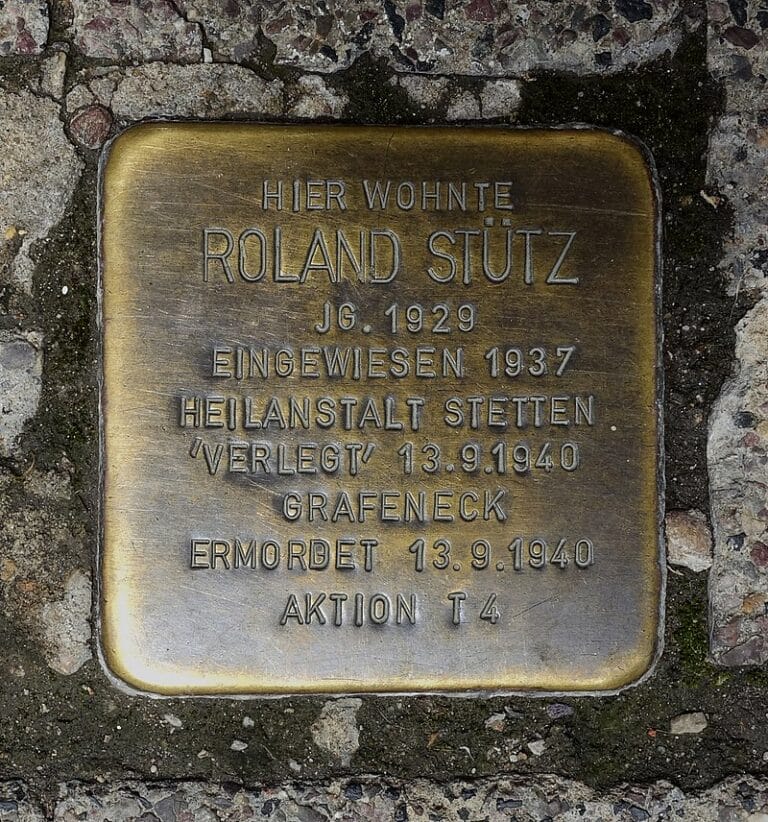 HIER WOHNTE
ROLAND STÜTZ
JG. 1929
EINGEWIESEN 1937
HEILANSTALT STETTEN
'VERLEGT' 13.9.1940
GRAFENECK
ERMORDET 13.9.1940
AKTION T4